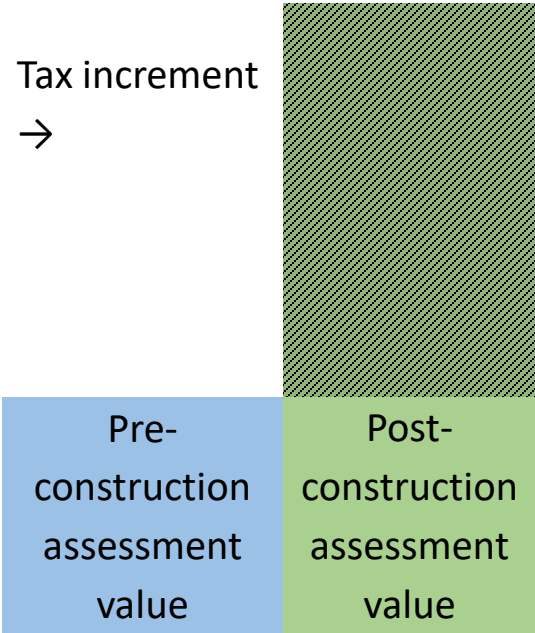 Tax increment
→
Pre-
construction
assessment
value
Post-
construction
assessment
value